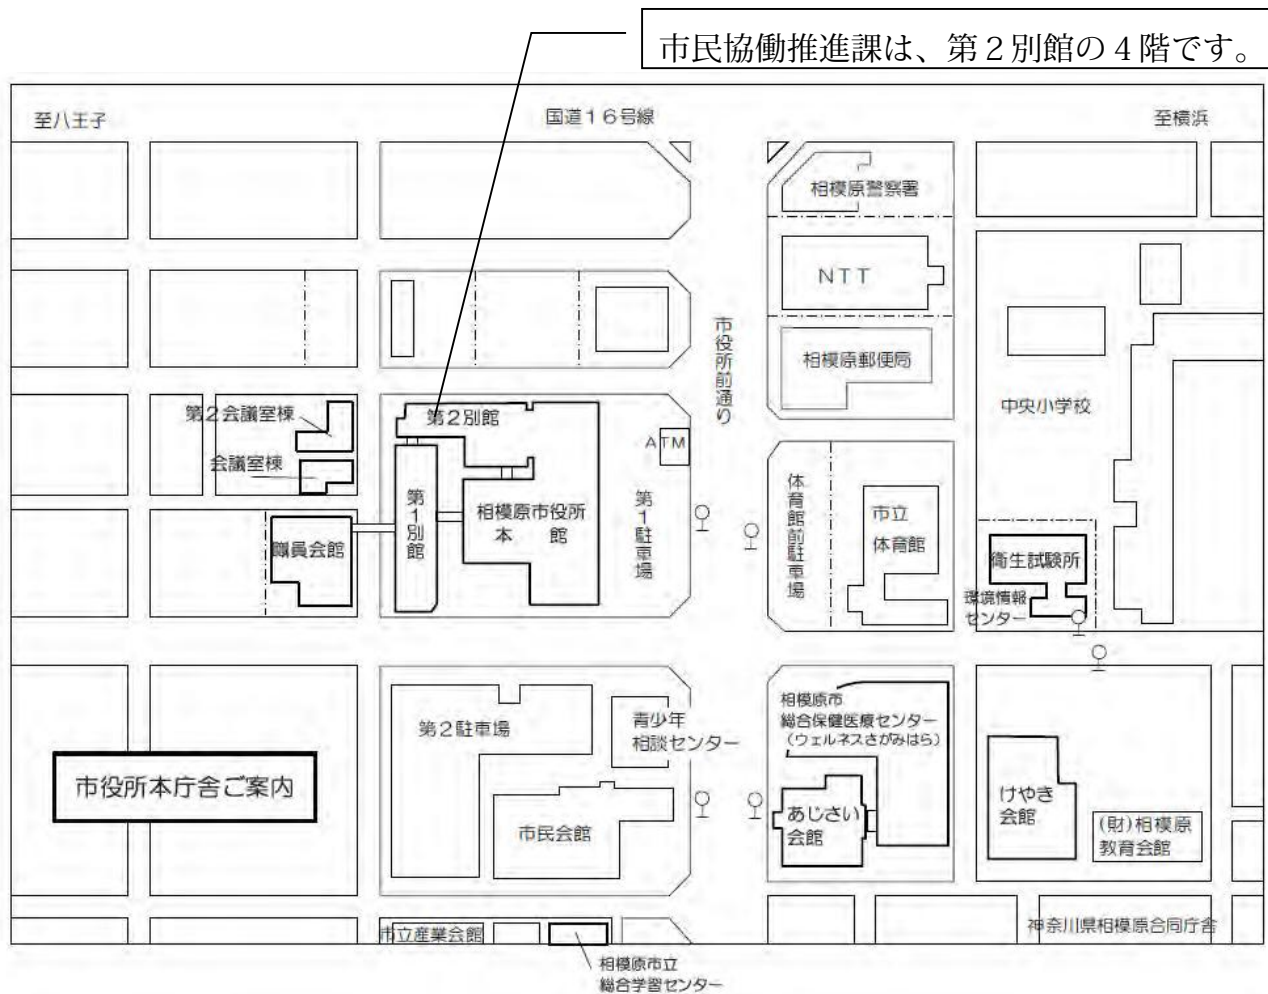 市民協働推進課は、第２別館の４階です。
至八王子
国道１６号線
至横浜
相模原警察署
ＮＴＴ
市役所前通り
相模原郵便局
中央小学校
第２会議室棟
第２別館
会議室棟
ＡＴＭ
第１別館
相模原市役所
本　館
第１駐車場
体育館前駐車場
市立
体育館
職員会館
衛生試験所
環境情報
センター
第２駐車場
青少年
相談センター
相模原市
総合保健医療センター
（ウェルネスさがみはら）
市役所本庁舎ご案内
市民会館
あじさい
会館
けやき
会館
(財)相模原
教育会館
市立産業会館
神奈川県相模原合同庁舎
相模原市立
総合学習センター